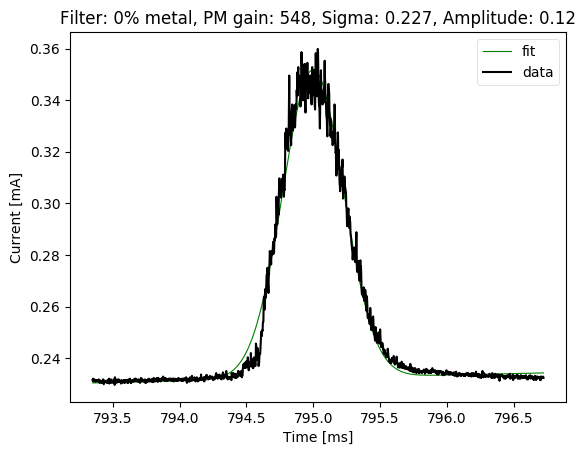 Filter: 0% metal, PM gain: 548, Sigma: 0.227, Amplitude: 0.12
fit
data
Current [mA]
0.36
0.34
0.32
0.30
0.28
0.26
0.24
793.5 794.0 794.5 795.0 795.5 796.0 796.5
Time [ms]